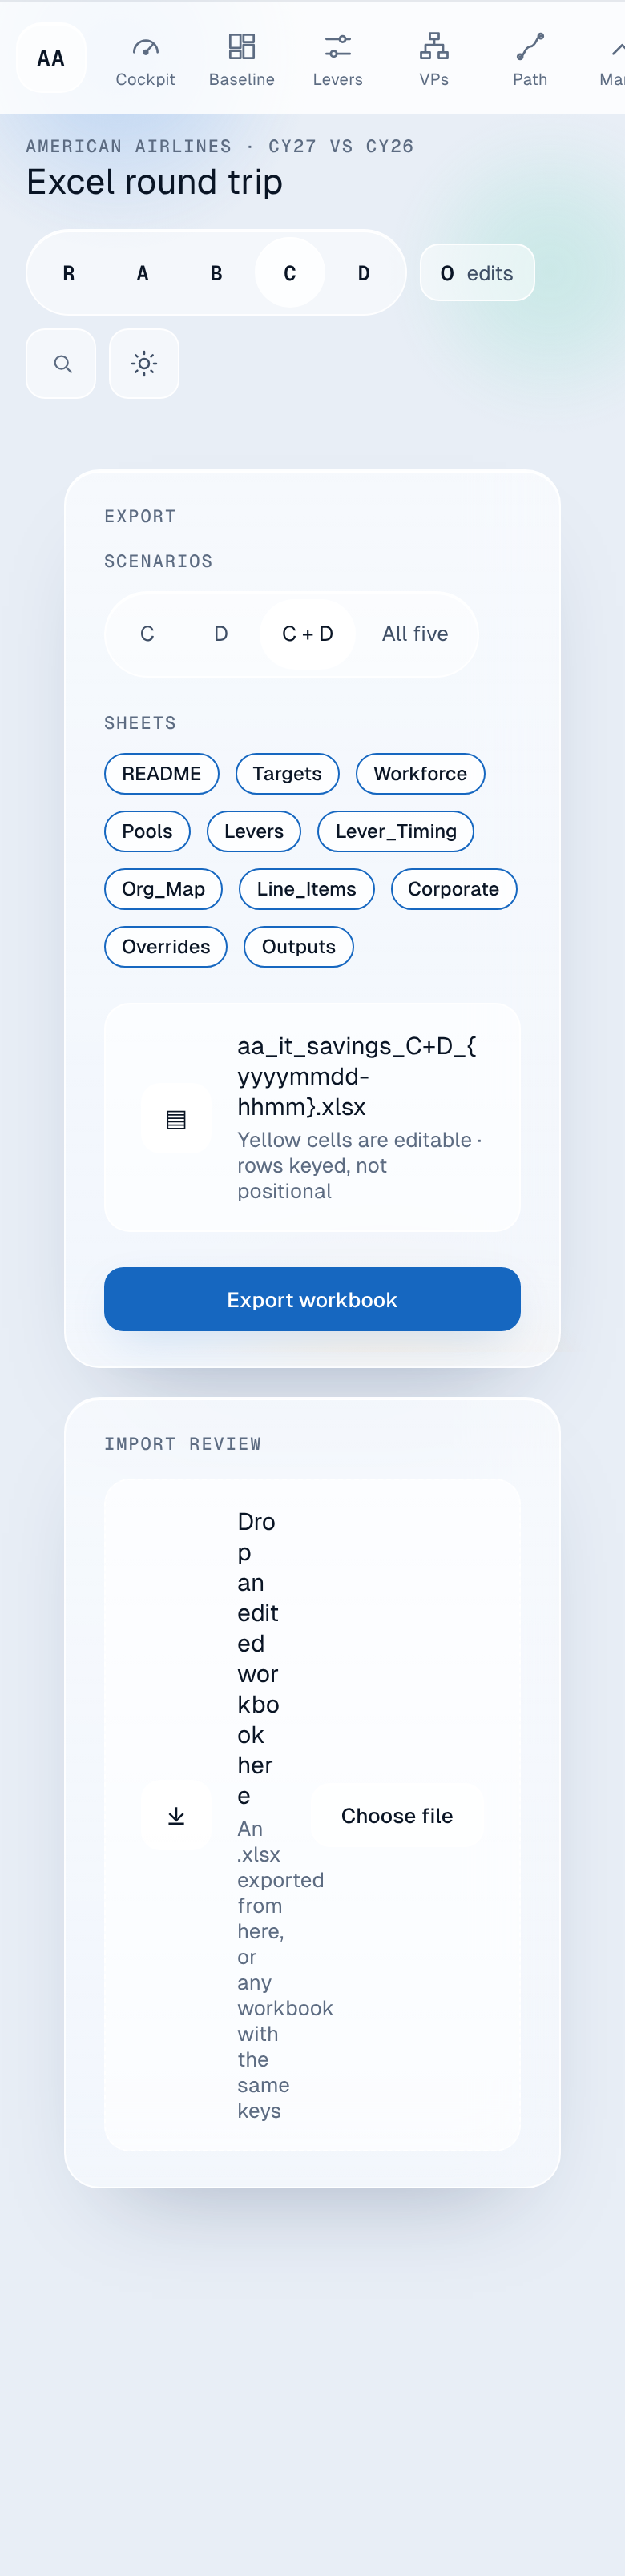 AA
Cockpit
Baseline
Levers
VPs
Path
Mar
AMERICAN AIRLINES · CY27 VS CY26
Excel round trip
R
A
B
C
D
0 edits
EXPORT
SCENARIOS
C
D
C + D
All five
SHEETS
README
Targets
Workforce
Pools
Levers
Lever_Timing
Org_Map
Line_Items
Corporate
Overrides
Outputs
aa_it_savings_C+D_{
yyyymmdd-
hhmm}.xlsx
Yellow cells are editable ·
rows keyed, not
positional
Export workbook
IMPORT REVIEW
Dro
p
an
edit
ed
wor
kbo
ok
her
e
An
.xlsx
exported
from
here,
or
any
workbook
with
the
same
keys
Choose file